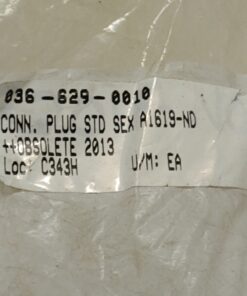 036-629-0010
CONN. PLUG STD SEX A1619-ND
++OBSOLETE 2013
Loc: C343H U/M: EA